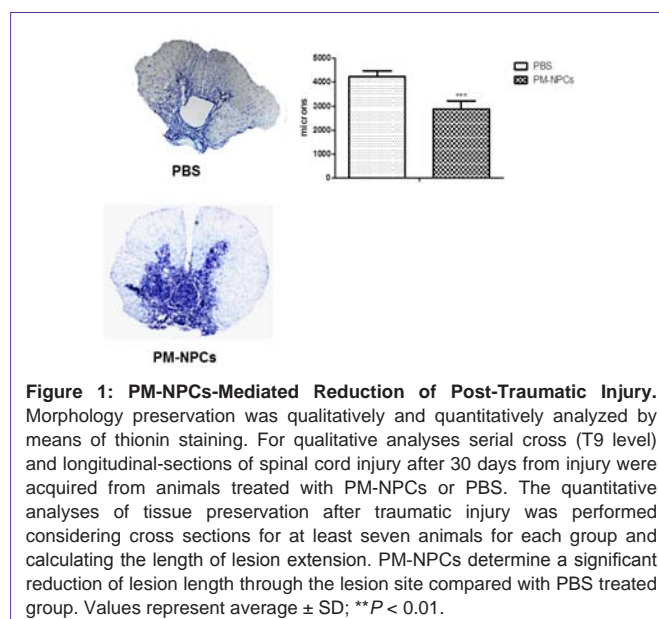 5000
4000
3000
2000
1000
0
microns
***
PBS
PM-NPCs
PBS
PM-NPCs
Figure 1: PM-NPCs-Mediated Reduction of Post-Traumatic Injury.
Morphology preservation was qualitatively and quantitatively analyzed by
means of thionin staining. For qualitative analyses serial cross (T9 level)
and longitudinal-sections of spinal cord injury after 30 days from injury were
acquired from animals treated with PM-NPCs or PBS. The quantitative
analyses of tissue preservation after traumatic injury was performed
considering cross sections for at least seven animals for each group and
calculating the length of lesion extension. PM-NPCs determine a significant
reduction of lesion length through the lesion site compared with PBS treated
group. Values represent average ± SD; **P < 0.01.